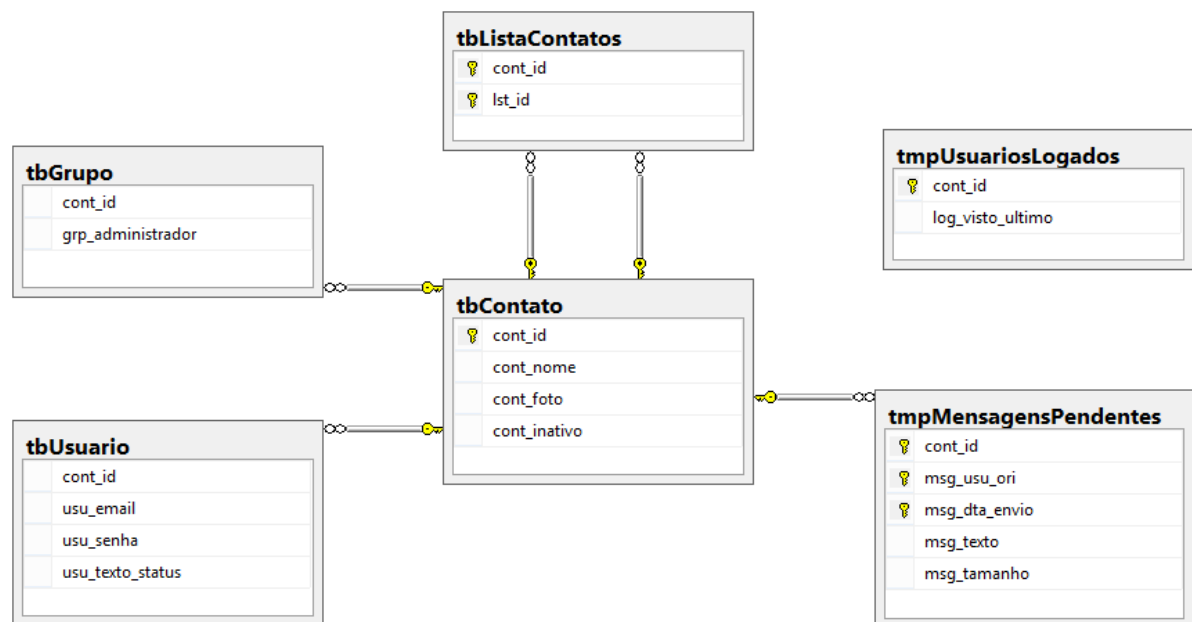 tbListaContatos
cont_id
lst_id
tbGrupo
cont_id
grp_administrador
tmpUsuariosLogados
cont_id
log_visto_ultimo
tbContato
cont_id
cont_nome
cont_foto
cont_inativo
tbUsuario
cont_id
usu_email
usu_senha
usu_texto_status
tmpMensagensPendentes
cont_id
msg_usu_ori
msg_dta_envio
msg_texto
msg_tamanho